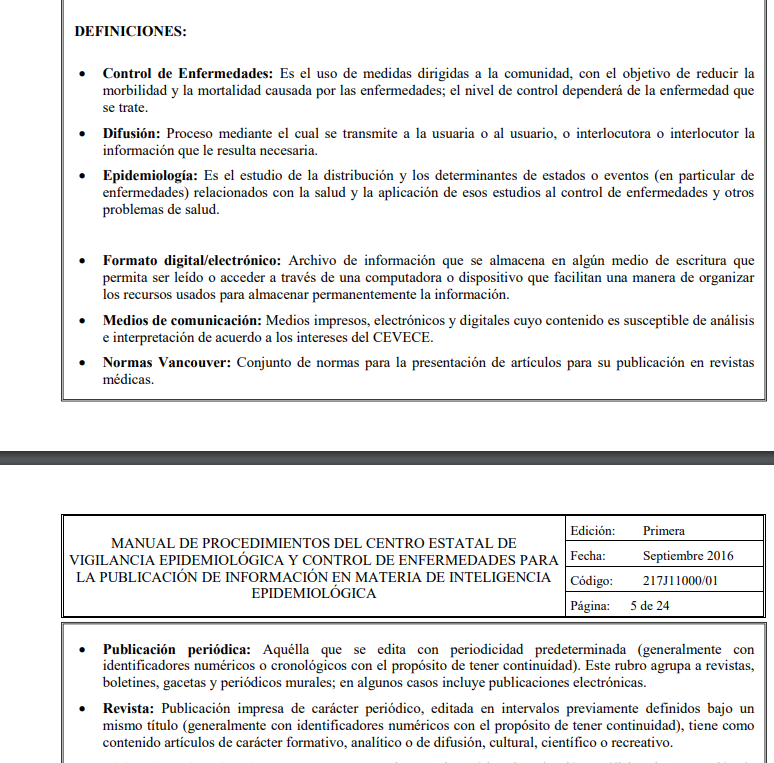 DEFINICIONES:
• Control de Enfermedades: Es el uso de medidas dirigidas a la comunidad, con el objetivo de reducir la
morbilidad y la mortalidad causada por las enfermedades; el nivel de control dependerá de la enfermedad que
se trate.
• Difusión: Proceso mediante el cual se transmite a la usuaria o al usuario, o interlocutora o interlocutor la
información que le resulta necesaria.
• Epidemiología: Es el estudio de la distribución y los determinantes de estados o eventos (en particular de
enfermedades) relacionados con la salud y la aplicación de esos estudios al control de enfermedades y otros
problemas de salud.
• Formato digital/electrónico: Archivo de información que se almacena en algún medio de escritura que
permita ser leído o acceder a través de una computadora o dispositivo que facilitan una manera de organizar
los recursos usados para almacenar permanentemente la información.
• Medios de comunicación: Medios impresos, electrónicos y digitales cuyo contenido es susceptible de análisis
e interpretación de acuerdo a los intereses del CEVECE.
• Normas Vancouver: Conjunto de normas para la presentación de artículos para su publicación en revistas
médicas.
MANUAL DE PROCEDIMIENTOS DEL CENTRO ESTATAL DE
VIGILANCIA EPIDEMIOLÓGICA Y CONTROL DE ENFERMEDADES PARA
LA PUBLICACIÓN DE INFORMACIÓN EN MATERIA DE INTELIGENCIA
EPIDEMIOLÓGICA
Edición: Primera
Fecha: Septiembre 2016
Código: 217J11000/01
Página: 5 de 24
• Publicación periódica: Aquélla que se edita con periodicidad predeterminada (generalmente con
identificadores numéricos o cronológicos con el propósito de tener continuidad). Este rubro agrupa a revistas,
boletines, gacetas y periódicos murales; en algunos casos incluye publicaciones electrónicas.
• Revista: Publicación impresa de carácter periódico, editada en intervalos previamente definidos bajo un
mismo título (generalmente con identificadores numéricos con el propósito de tener continuidad), tiene como
contenido artículos de carácter formativo, analítico o de difusión, cultural, científico o recreativo.